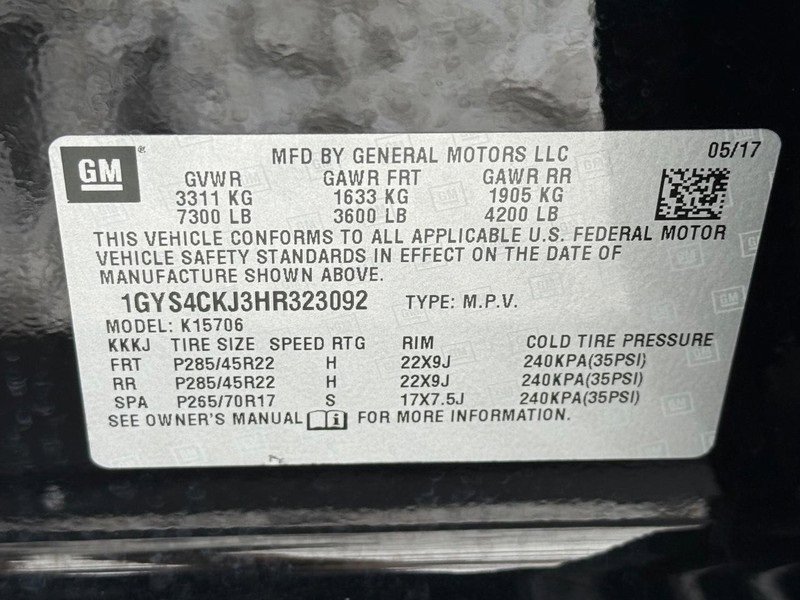 GM
MFD BY GENERAL MOTORS LLC 05/17
GVWR GAWR FRT GAWR RR
3311 KG 1633 KG 1905 KG
7300 LB 3600 LB 4200 LB
THIS VEHICLE CONFORMS TO ALL APPLICABLE U.S. FEDERAL MOTOR
VEHICLE SAFETY STANDARDS IN EFFECT ON THE DATE OF
MANUFACTURE SHOWN ABOVE.
1GYS4CKJ3HR323092 TYPE: M.P.V.
MODEL: K15706
KKKJ TIRE SIZE SPEED RTG RIM COLD TIRE PRESSURE
FRT P285/45R22 H 22X9J 240KPA(35PSI)
RR P285/45R22 H 22X9J 240KPA(35PSI)
SPA P265/70R17 S 17X7.5J 240KPA(35PSI)
SEE OWNER'S MANUAL FOR MORE INFORMATION.